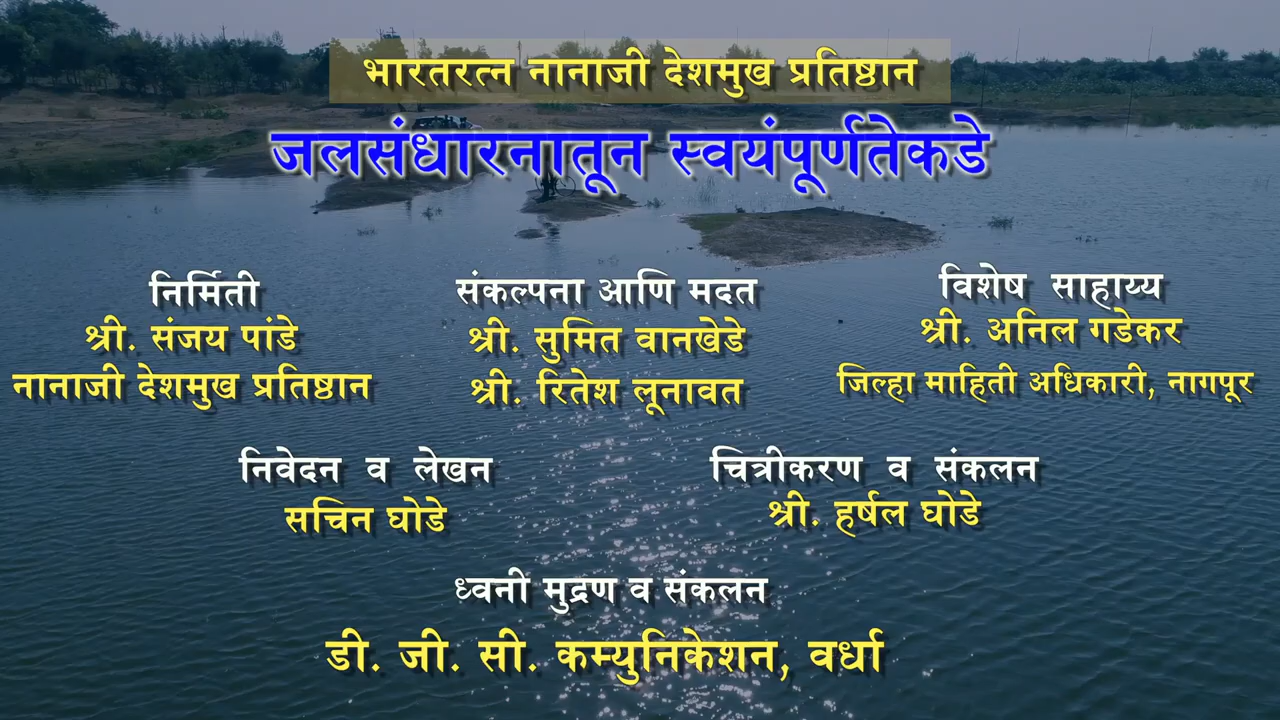 भारतरत्न नानाजी देशमुख प्रतिष्ठान
जलसंधारनातून स्वयंपूर्णतेकडे
निर्मिती
श्री. संजय पांडे
नानाजी देशमुख प्रतिष्ठान
संकल्पना आणि मदत
श्री. सुमित वानखेडे
श्री. रितेश लूनावत
विशेष साहाय्य
श्री. अनिल गडेकर
जिल्हा माहिती अधिकारी, नागपूर
निवेदन व लेखन
सचिन घोडे
चित्रीकरण व संकलन
श्री. हर्षल घोडे
ध्वनी मुद्रण व संकलन
डी. जी. सी. कम्युनिकेशन, वर्धा